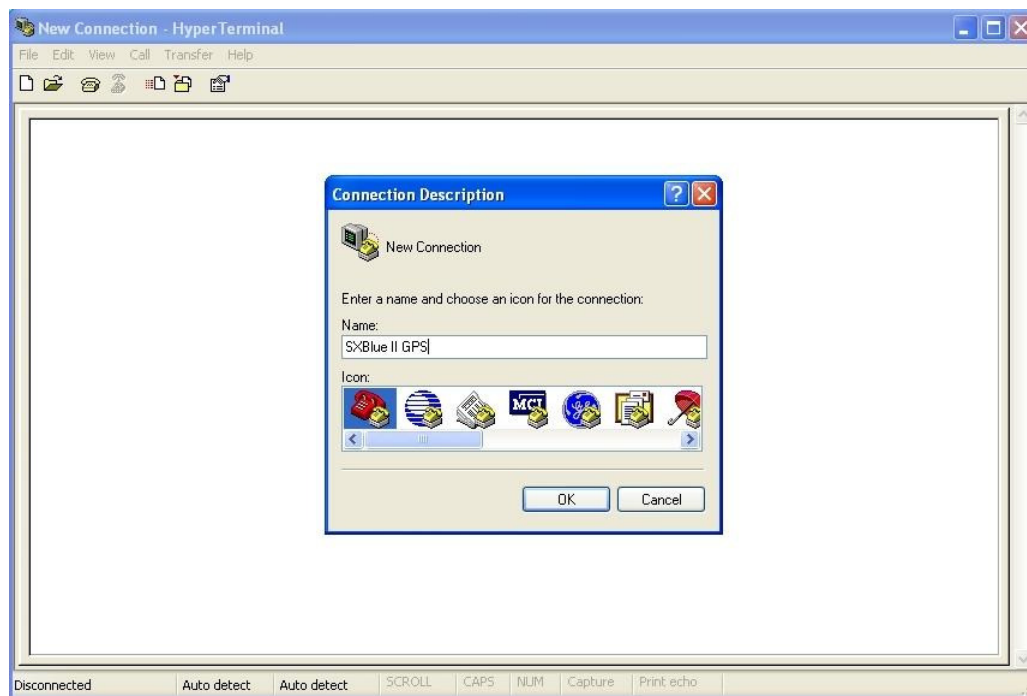 New Connection - HyperTerminal
File Edit View Call Transfer Help
Connection Description
New Connection
Enter a name and choose an icon for the connection:
Name:
SXBlue II GPS
Icon:
MCI
OK Cancel
Disconnected Auto detect Auto detect SCROLL CAPS NUM Capture Print echo